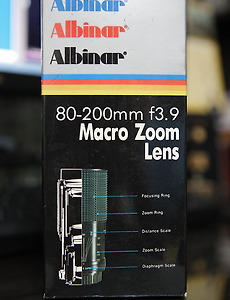 Albinar
Albinar
Albinar
80-200mm f3.9
Macro Zoom
Lens
Focusing Ring
Zoom Ring
Distance Scale
Zoom Scale
Diaphragm Scale